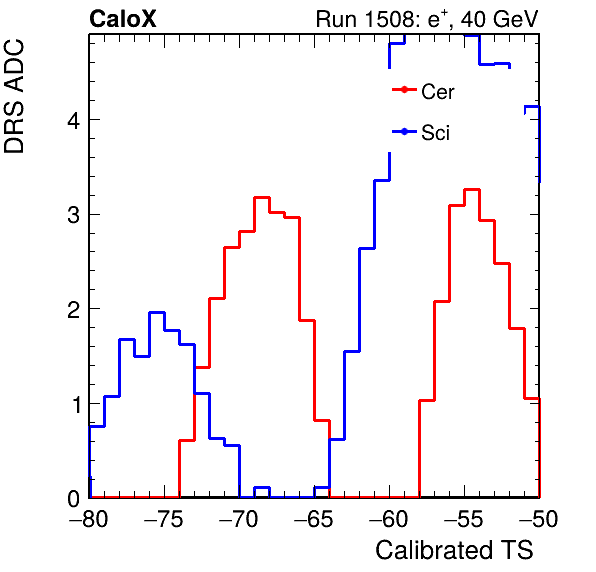 CaloX Run 1508: e⁺, 40 GeV
DRS ADC
Cer
Sci
4
3
2
1
0
−80 −75 −70 −65 −60 −55 −50
Calibrated TS